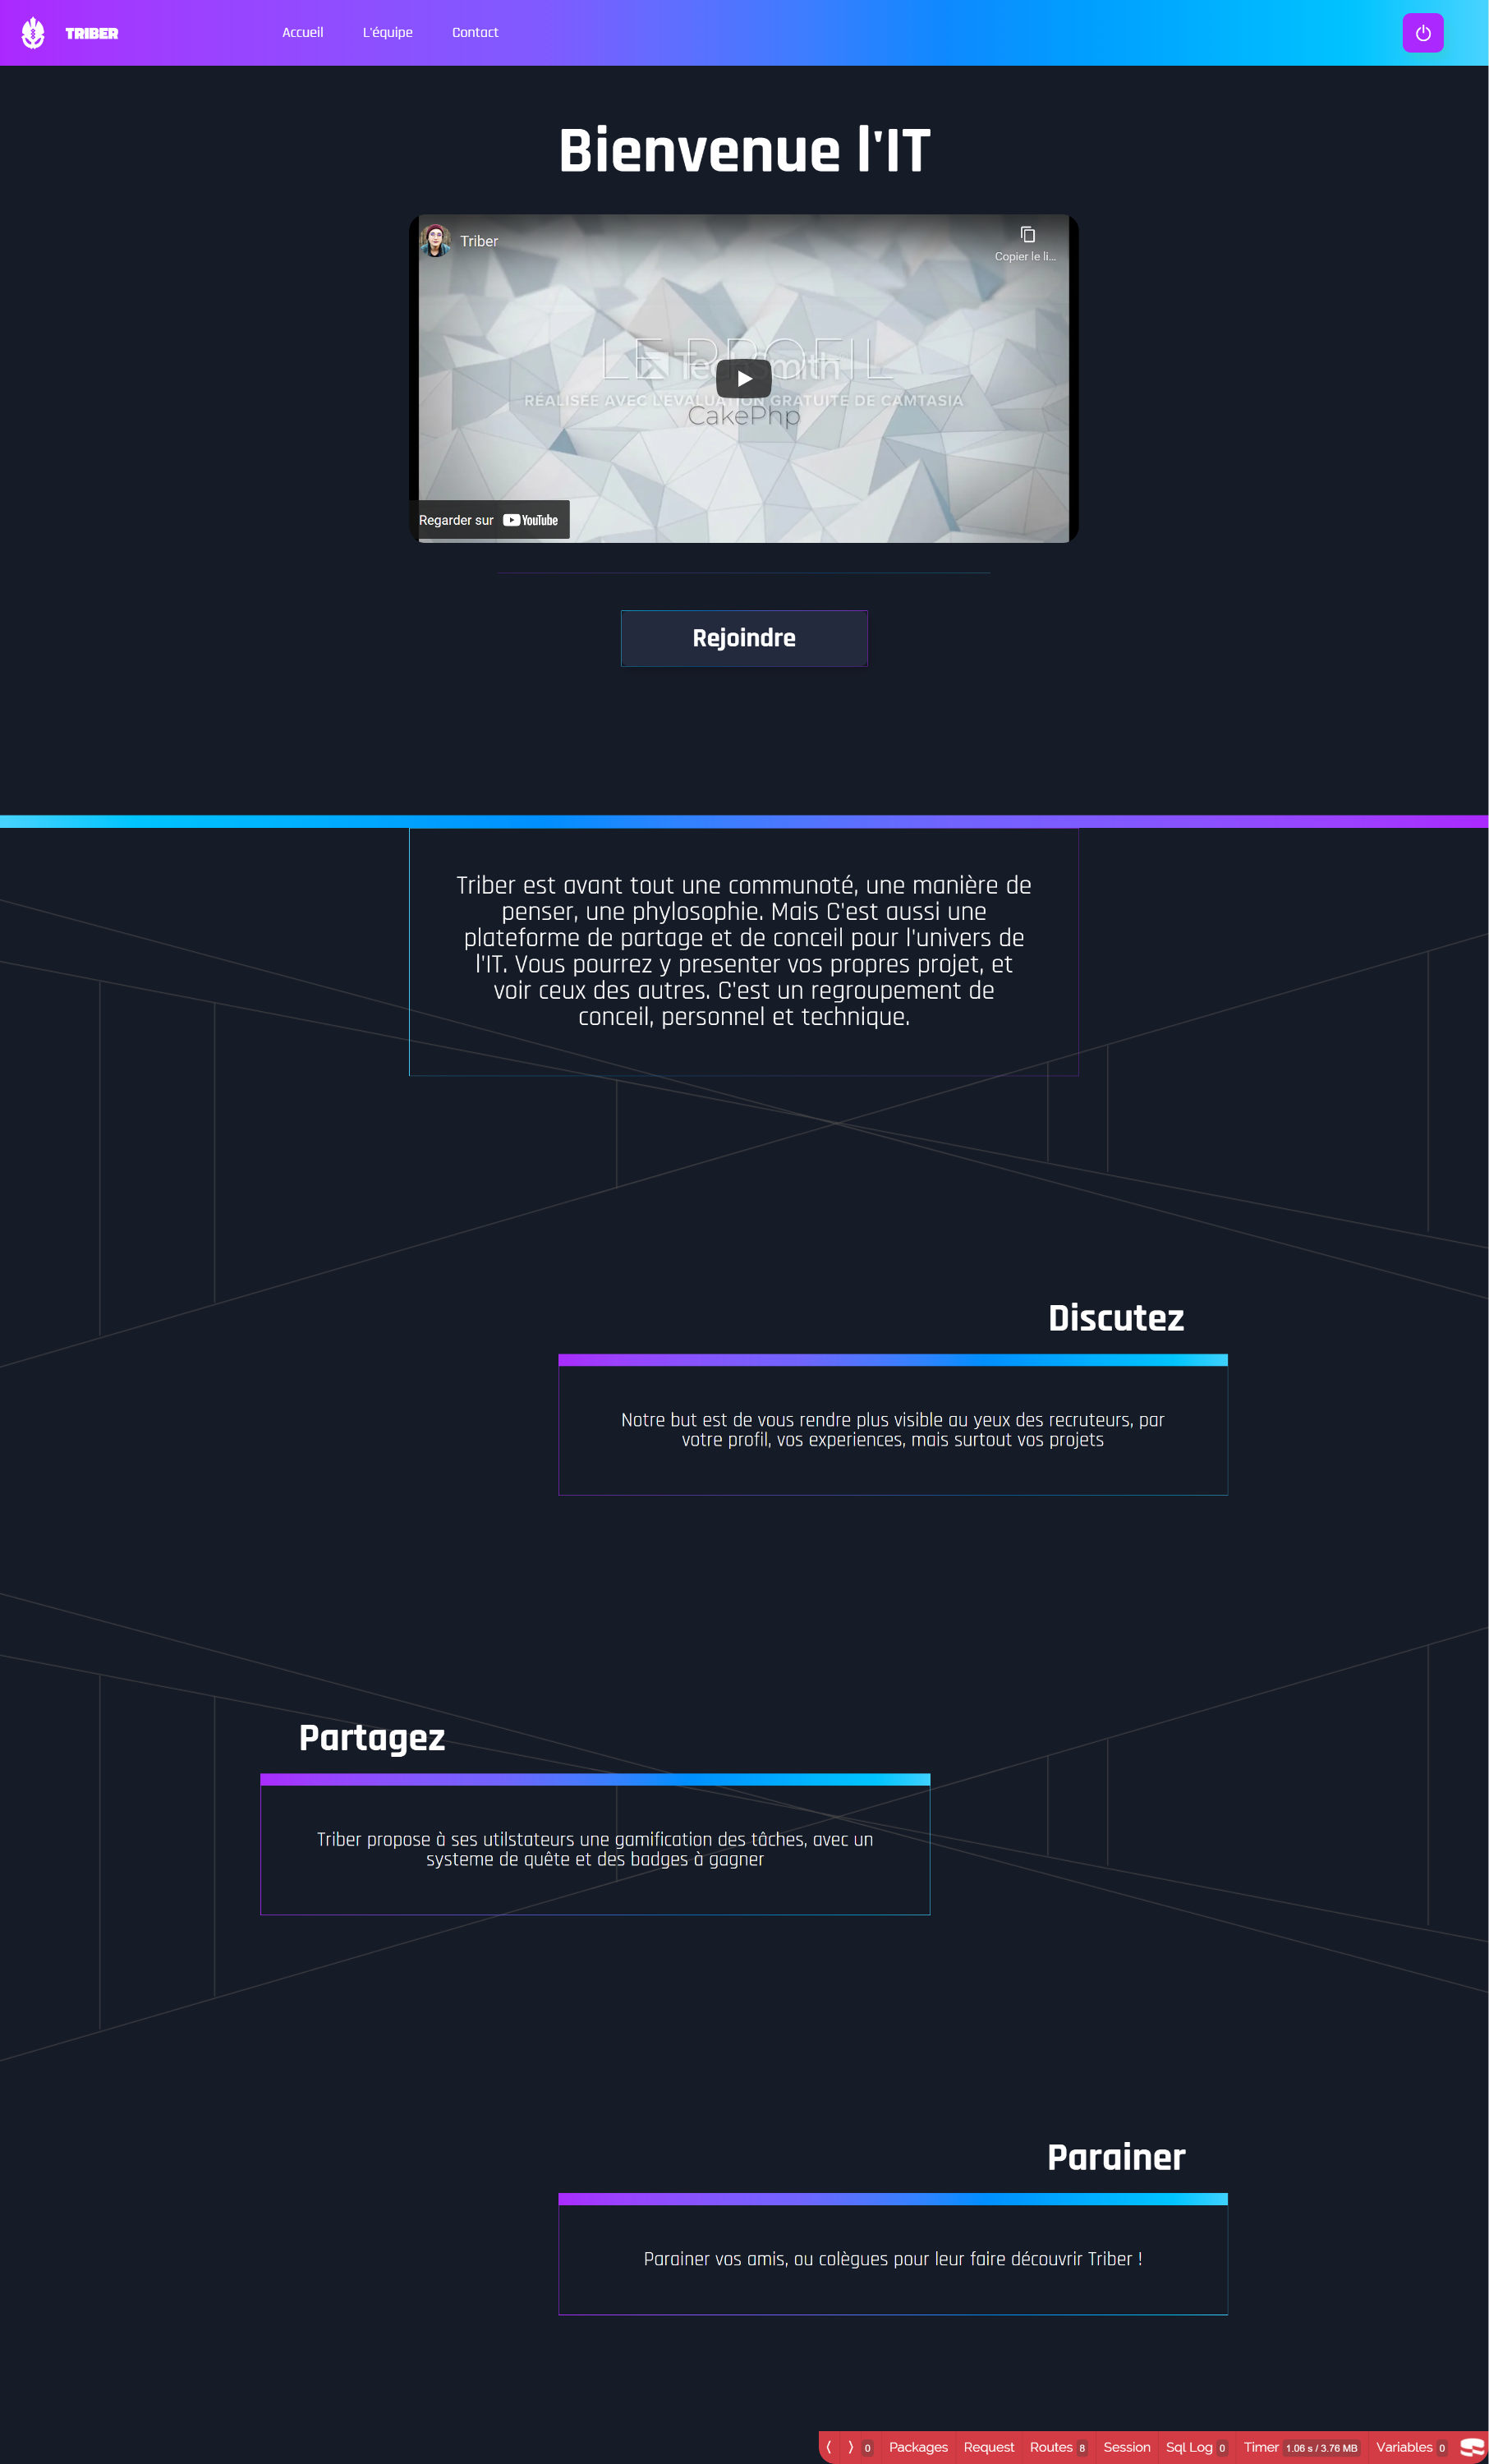 TRIBER
Accueil
L'équipe
Contact
Bienvenue l'IT
Triber
Copier le li...
LE PROFIL
TechSmith
RÉALISÉE AVEC L'ÉVALUATION GRATUITE DE CAMTASIA
CakePhp
Regarder sur YouTube
Rejoindre
Triber est avant tout une communoté, une manière de
penser, une phylosophie. Mais C'est aussi une
plateforme de partage et de conceil pour l'univers de
l'IT. Vous pourrez y presenter vos propres projet, et
voir ceux des autres. C'est un regroupement de
conceil, personnel et technique.
Discutez
Notre but est de vous rendre plus visible au yeux des recruteurs, par
votre profil, vos experiences, mais surtout vos projets
Partagez
Triber propose à ses utilstateurs une gamification des tâches, avec un
systeme de quête et des badges à gagner
Parainer
Parainer vos amis, ou colègues pour leur faire découvrir Triber !
⟨ ⟩ 0 Packages Request Routes 8 Session Sql Log 0 Timer 1.06 s / 3.76 MB Variables 0